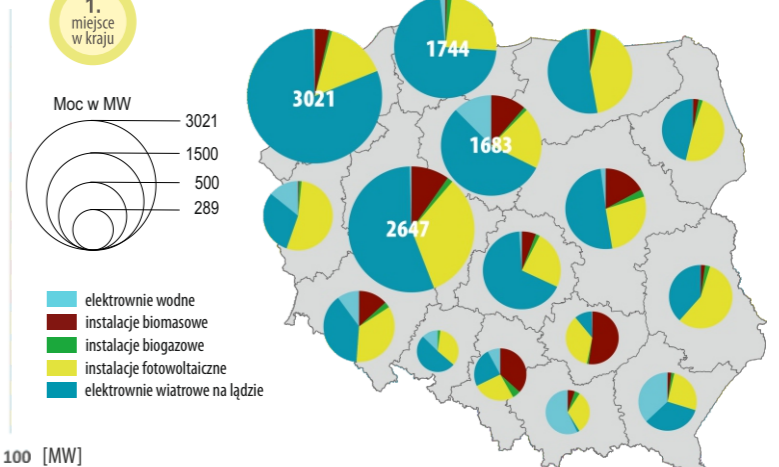 1.
miejsce
w kraju
Moc w MW
3021
1500
500
289
elektrownie wodne
instalacje biomasowe
instalacje biogazowe
instalacje fotowoltaiczne
elektrownie wiatrowe na lądzie
100 [MW]
3021
1744
1683
2647